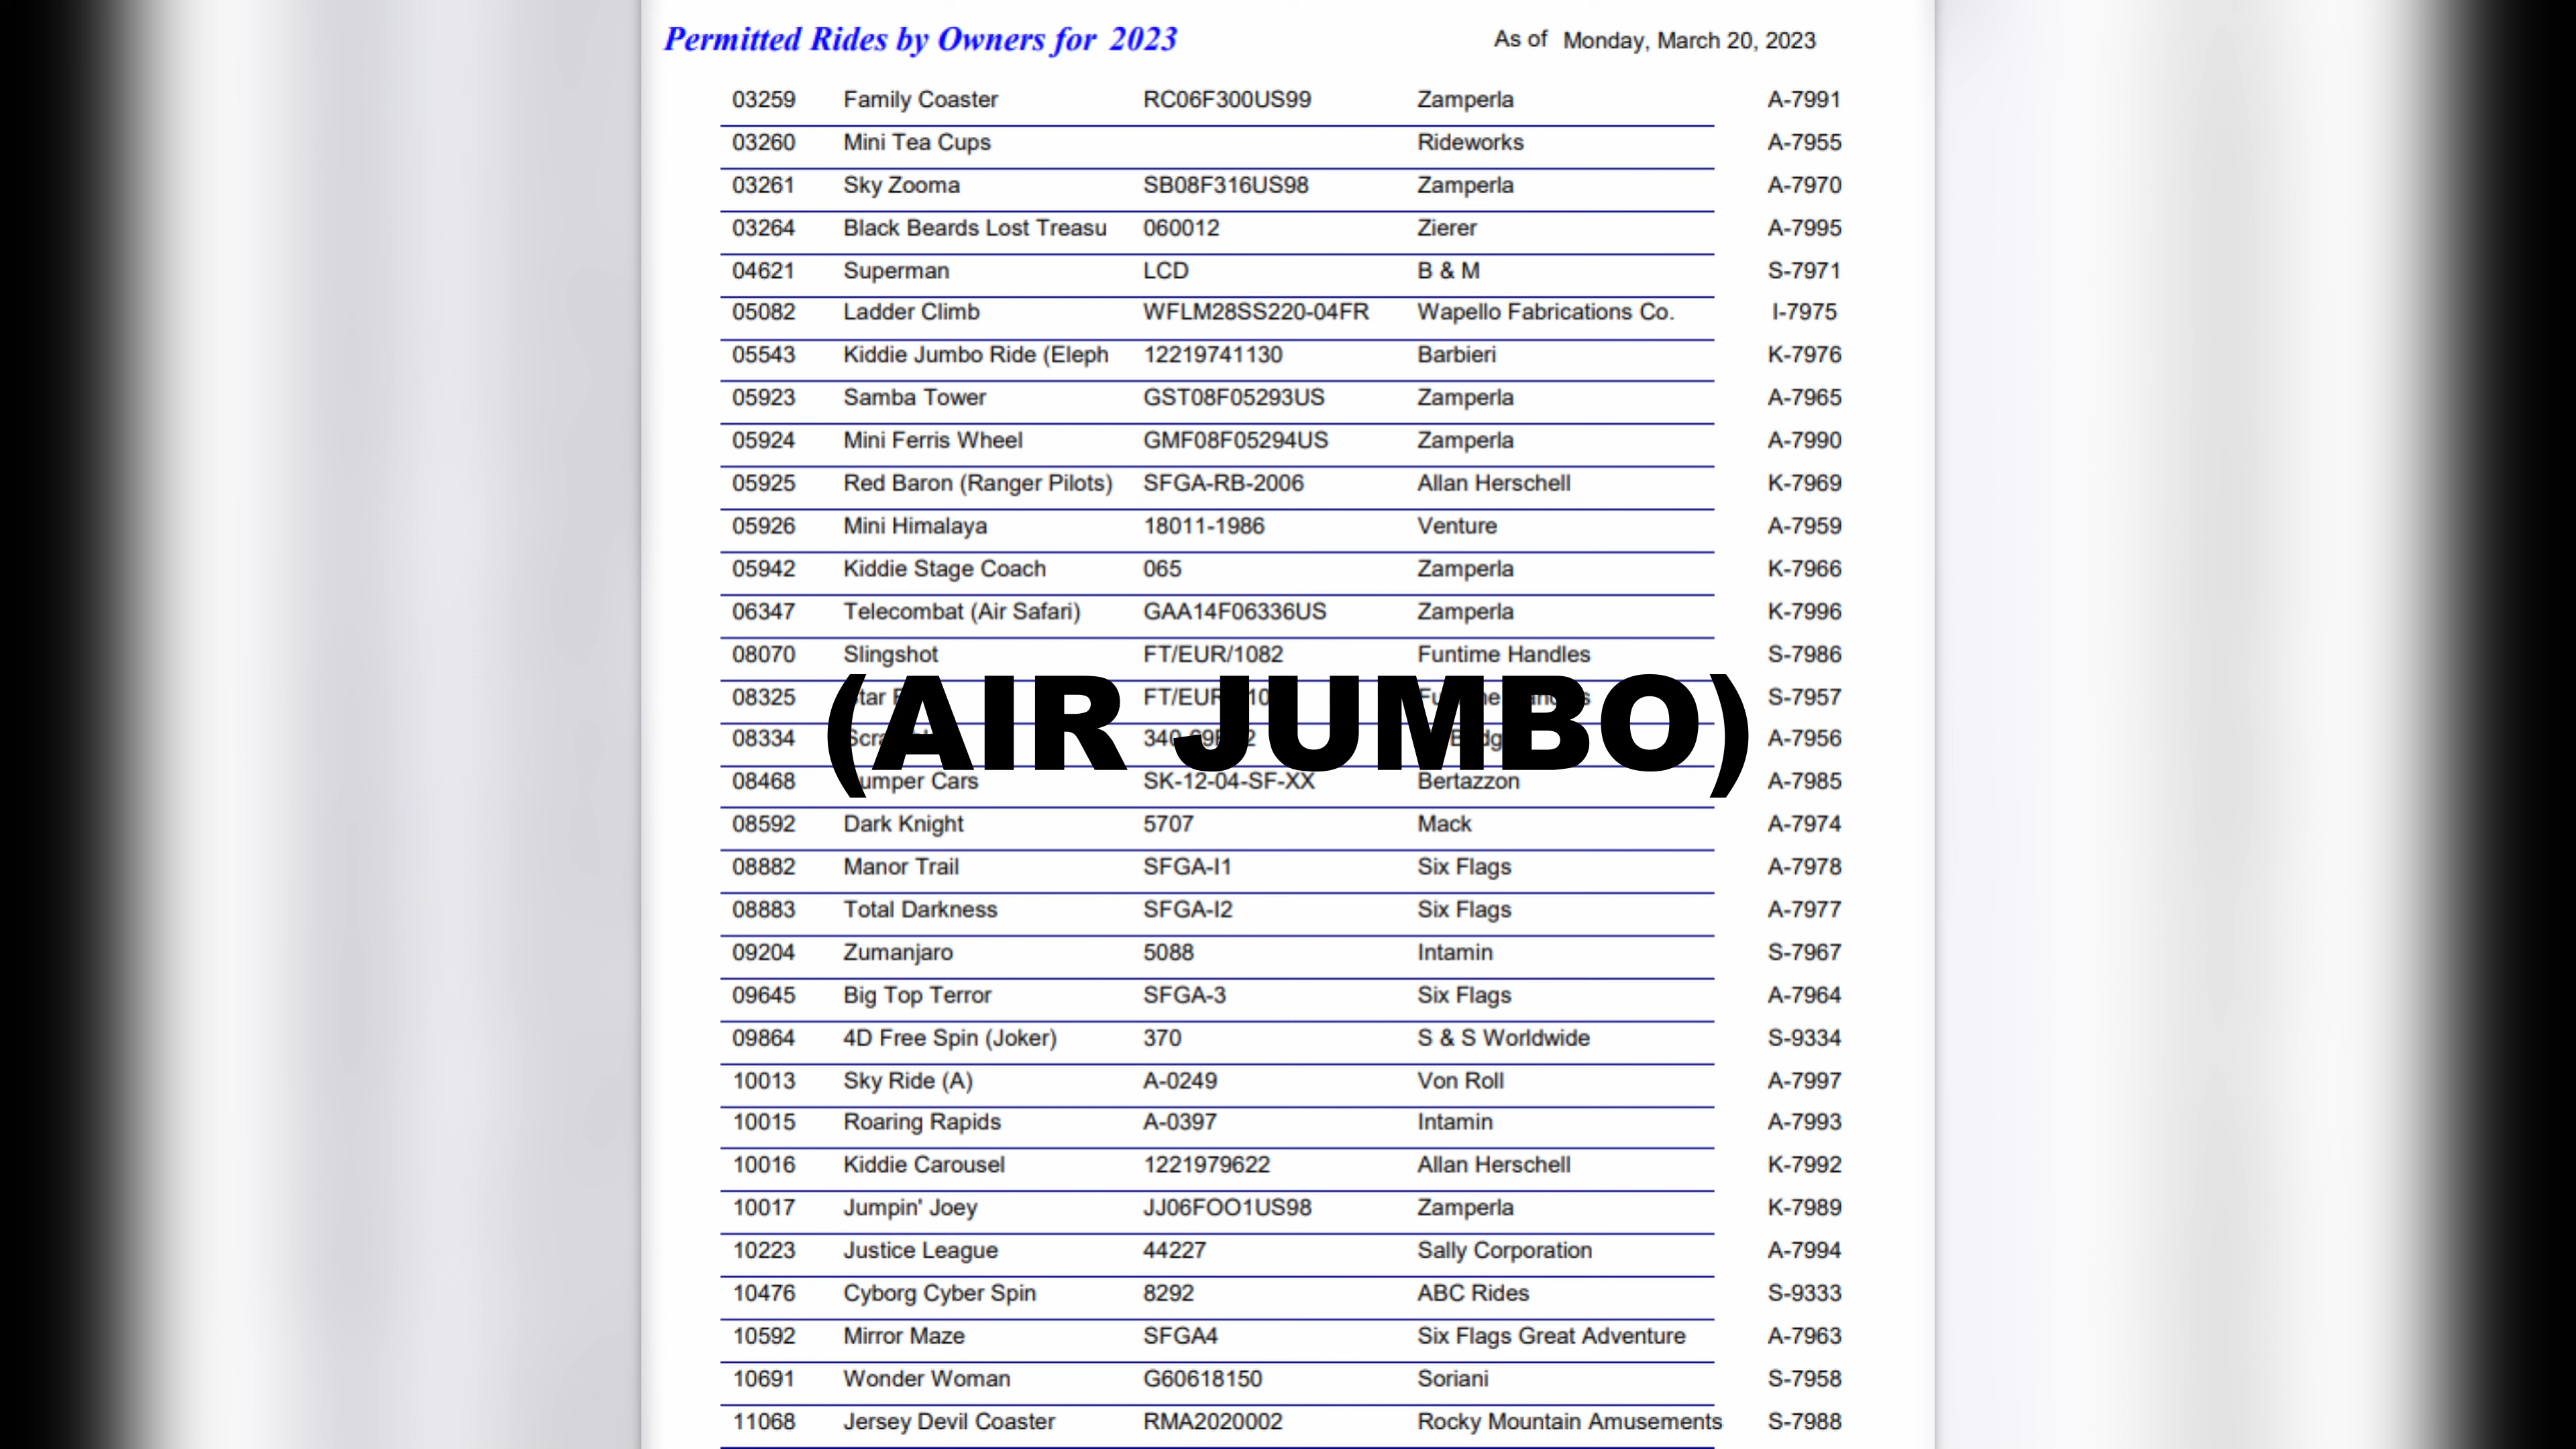 Permitted Rides by Owners for 2023 As of Monday, March 20, 2023
03259 Family Coaster RC06F300US99 Zamperla A-7991
03260 Mini Tea Cups Rideworks A-7955
03261 Sky Zooma SB08F316US98 Zamperla A-7970
03264 Black Beards Lost Treasu 060012 Zierer A-7995
04621 Superman LCD B & M S-7971
05082 Ladder Climb WFLM28SS220-04FR Wapello Fabrications Co. I-7975
05543 Kiddie Jumbo Ride (Eleph 12219741130 Barbieri K-7976
05923 Samba Tower GST08F05293US Zamperla A-7965
05924 Mini Ferris Wheel GMF08F05294US Zamperla A-7990
05925 Red Baron (Ranger Pilots) SFGA-RB-2006 Allan Herschell K-7969
05926 Mini Himalaya 18011-1986 Venture A-7959
05942 Kiddie Stage Coach 065 Zamperla K-7966
06347 Telecombat (Air Safari) GAA14F06336US Zamperla K-7996
08070 Slingshot FT/EUR/1082 Funtime Handles S-7986
08325 S-7957
(AIR JUMBO)
08334 A-7956
08468 Bumper Cars SK-12-04-SF-XX Bertazzon A-7985
08592 Dark Knight 5707 Mack A-7974
08882 Manor Trail SFGA-I1 Six Flags A-7978
08883 Total Darkness SFGA-I2 Six Flags A-7977
09204 Zumanjaro 5088 Intamin S-7967
09645 Big Top Terror SFGA-3 Six Flags A-7964
09864 4D Free Spin (Joker) 370 S & S Worldwide S-9334
10013 Sky Ride (A) A-0249 Von Roll A-7997
10015 Roaring Rapids A-0397 Intamin A-7993
10016 Kiddie Carousel 1221979622 Allan Herschell K-7992
10017 Jumpin' Joey JJ06FOO1US98 Zamperla K-7989
10223 Justice League 44227 Sally Corporation A-7994
10476 Cyborg Cyber Spin 8292 ABC Rides S-9333
10592 Mirror Maze SFGA4 Six Flags Great Adventure A-7963
10691 Wonder Woman G60618150 Soriani S-7958
11068 Jersey Devil Coaster RMA2020002 Rocky Mountain Amusements S-7988